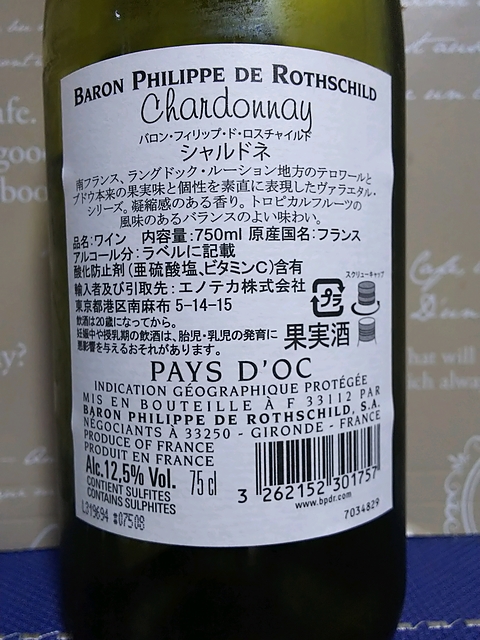 BARON PHILIPPE DE ROTHSCHILD
Chardonnay
バロン・フィリップ・ド・ロスチャイルド
シャルドネ
南フランス、ラングドック・ルーション地方のテロワールと
ブドウ本来の果実味と個性を素直に表現したヴァラエタル・
シリーズ。凝縮感のある香り。トロピカルフルーツの
風味のあるバランスのよい味わい。
品名:ワイン 内容量:750ml 原産国名:フランス
アルコール分:ラベルに記載
酸化防止剤(亜硫酸塩、ビタミンC)含有
輸入者及び引取先:エノテカ株式会社
東京都港区南麻布 5-14-15
飲酒は20歳になってから。
妊娠中や授乳期の飲酒は、胎児・乳児の発育に
悪影響を与えるおそれがあります。
スクリューキャップ
プラ
果実酒
PAYS D'OC
INDICATION GÉOGRAPHIQUE PROTÉGÉE
MIS EN BOUTEILLE À F 33112 PAR
BARON PHILIPPE DE ROTHSCHILD, S.A.
NÉGOCIANTS À 33250 - GIRONDE - FRANCE
PRODUCE OF FRANCE
PRODUIT EN FRANCE
Alc.12,5% Vol.
75 cl
CONTENT SULFITES
CONTAINS SULPHITES
L319694 07508
3 262152 301757
www.bpdr.com
7034829
afe.
good
boo
Cafe
D'un
that will
ich alway